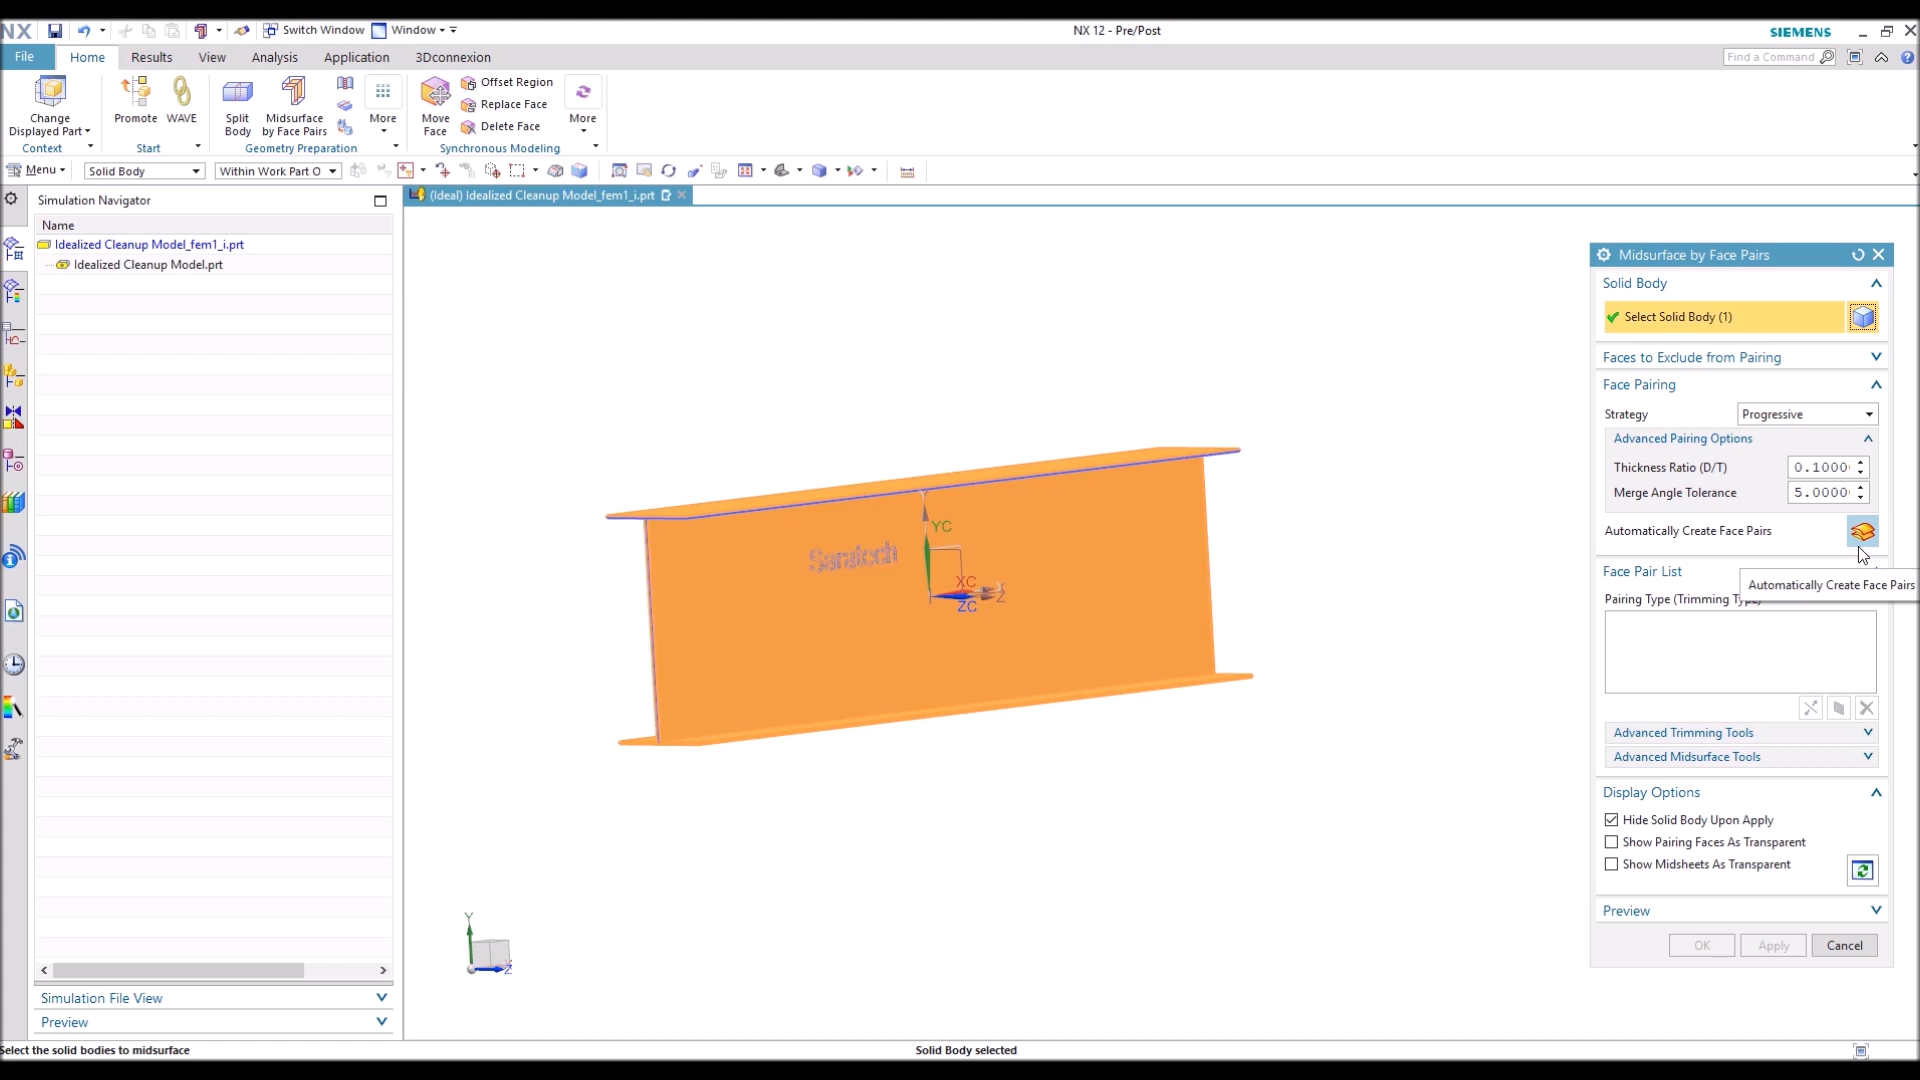 NX
Switch Window
Window
NX 12 - Pre/Post
SIEMENS
File
Home
Results
View
Analysis
Application
3Dconnexion
Find a Command
Change
Displayed Part
Context
Promote
WAVE
Start
Split
Body
Midsurface
by Face Pairs
More
Geometry Preparation
Move
Face
Offset Region
Replace Face
Delete Face
More
Synchronous Modeling
Menu
Solid Body
Within Work Part O
Simulation Navigator
(Ideal) Idealized Cleanup Model_fem1_i.prt
Name
Idealized Cleanup Model_fem1_i.prt
Idealized Cleanup Model.prt
Midsurface by Face Pairs
Solid Body
Select Solid Body (1)
Faces to Exclude from Pairing
Face Pairing
Strategy
Progressive
Advanced Pairing Options
Thickness Ratio (D/T)
0.1000
Merge Angle Tolerance
5.0000
Automatically Create Face Pairs
Face Pair List
Automatically Create Face Pairs
Pairing Type (Trimming Type)
Advanced Trimming Tools
Advanced Midsurface Tools
Display Options
Hide Solid Body Upon Apply
Show Pairing Faces As Transparent
Show Midsheets As Transparent
Preview
OK
Apply
Cancel
YC
XC
ZC
Z
Saratech
Y
Z
Simulation File View
Preview
Select the solid bodies to midsurface
Solid Body selected